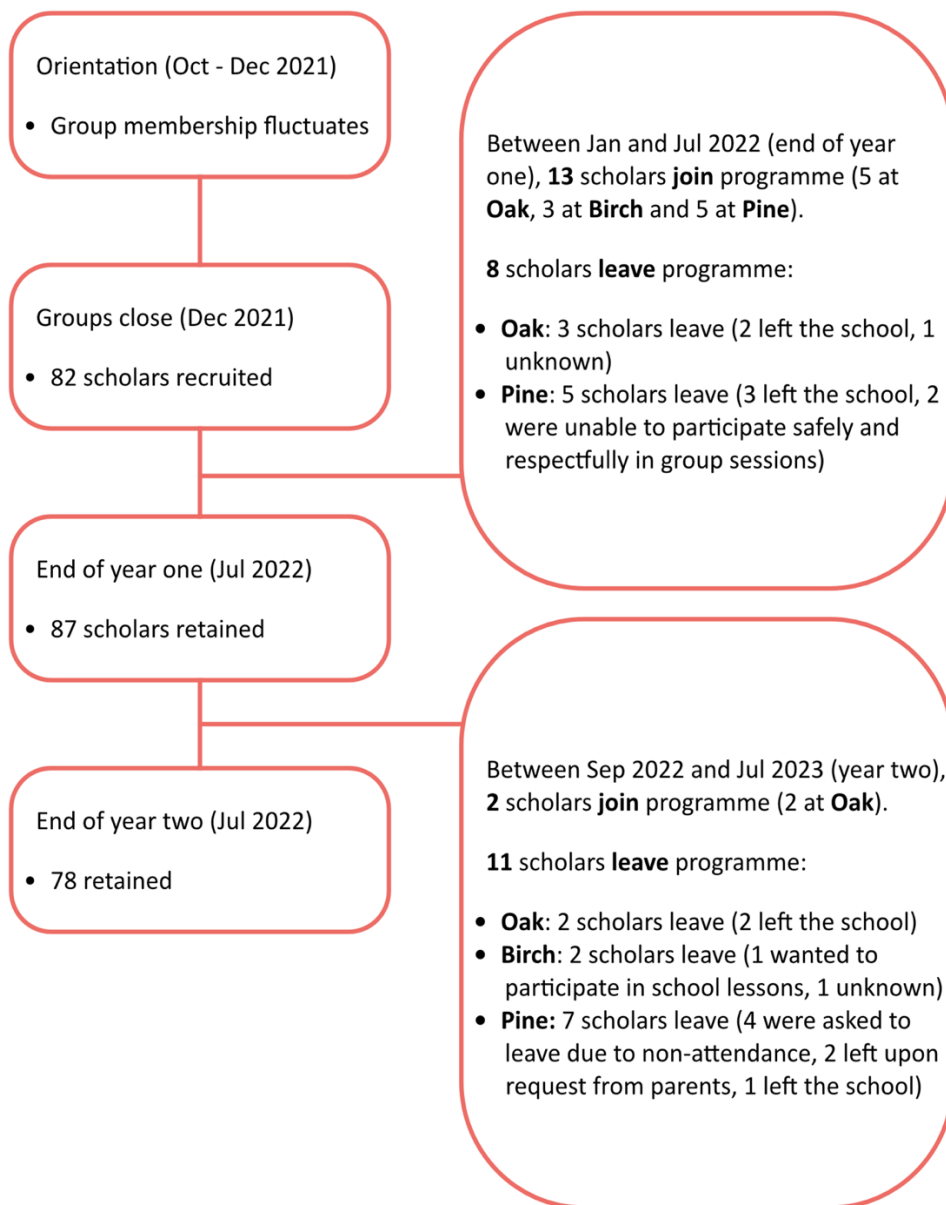 Orientation (Oct - Dec 2021)
• Group membership fluctuates
Between Jan and Jul 2022 (end of year
one), 13 scholars join programme (5 at
Oak, 3 at Birch and 5 at Pine).
8 scholars leave programme:
• Oak: 3 scholars leave (2 left the school, 1
unknown)
• Pine: 5 scholars leave (3 left the school, 2
were unable to participate safely and
respectfully in group sessions)
Groups close (Dec 2021)
• 82 scholars recruited
End of year one (Jul 2022)
• 87 scholars retained
Between Sep 2022 and Jul 2023 (year two),
2 scholars join programme (2 at Oak).
11 scholars leave programme:
• Oak: 2 scholars leave (2 left the school)
• Birch: 2 scholars leave (1 wanted to
participate in school lessons, 1 unknown)
• Pine: 7 scholars leave (4 were asked to
leave due to non-attendance, 2 left upon
request from parents, 1 left the school)
End of year two (Jul 2022)
• 78 retained